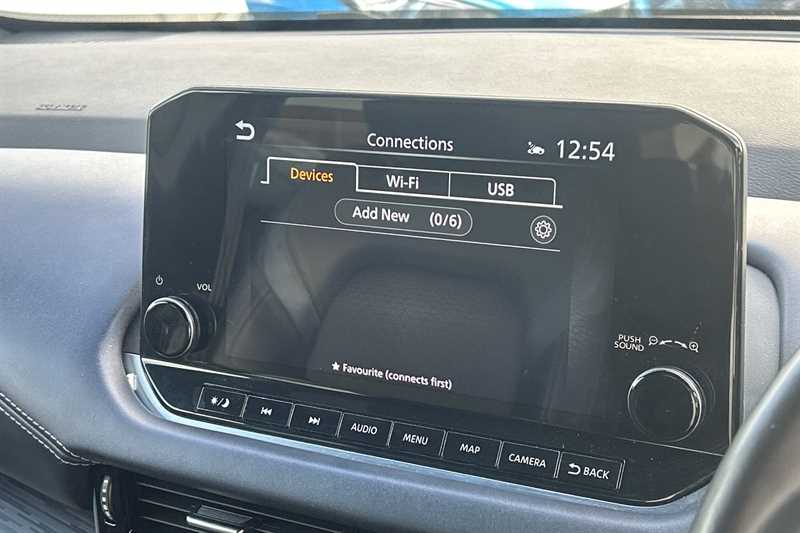 Connections
12:54
Devices
Wi-Fi
USB
Add New (0/6)
VOL
PUSH
SOUND
★ Favourite (connects first)
AUDIO
MENU
MAP
CAMERA
BACK